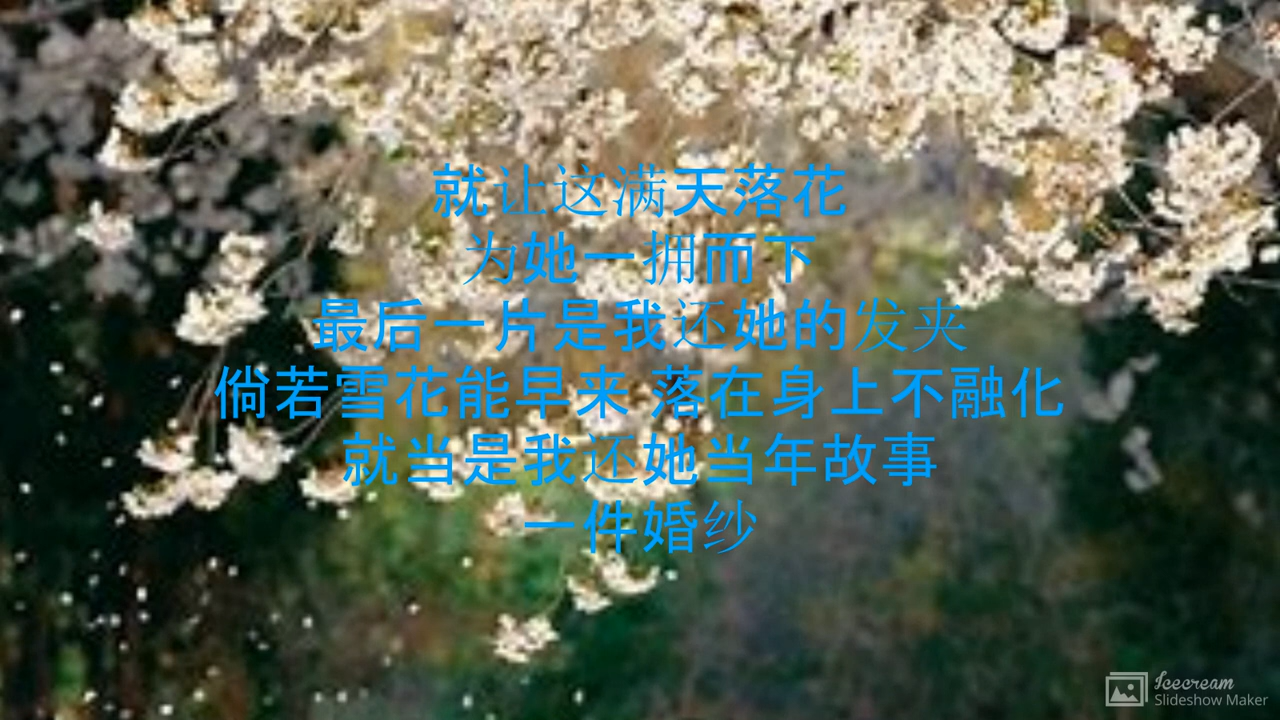 就让这满天落花
为她一拥而下
最后一片是我还她的发夹
倘若雪花能早来 落在身上不融化
就当是我还她当年故事
一件婚纱
Icecream
Slideshow Maker